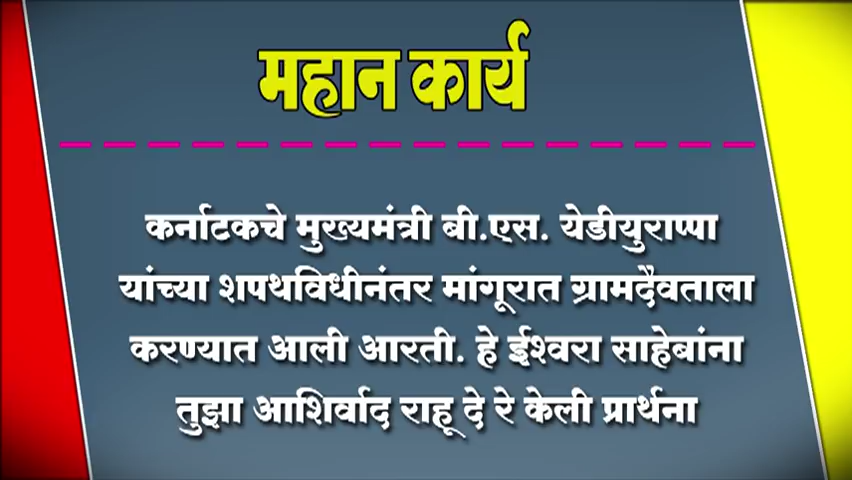 महान कार्य
कर्नाटकचे मुख्यमंत्री बी.एस. येडीयुराप्पा
यांच्या शपथविधीनंतर मांगूरात ग्रामदैवताला
करण्यात आली आरती. हे ईश्वरा साहेबांना
तुझा आशिर्वाद राहू दे रे केली प्रार्थना